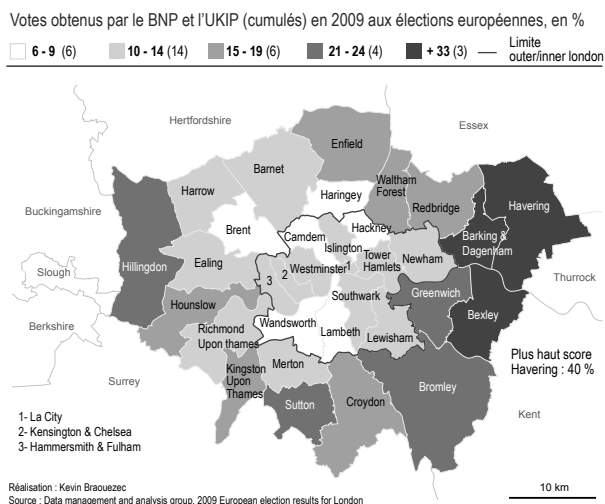 Votes obtenus par le BNP et l'UKIP (cumulés) en 2009 aux élections européennes, en %
6 - 9 (6)
10 - 14 (14)
15 - 19 (6)
21 - 24 (4)
+ 33 (3)
Limite
outer/inner london
Hertfordshire
Essex
Enfield
Barnet
Harrow
Waltham
Forest
Redbridge
Havering
Haringey
Buckingamshire
Brent
Hackney
Camdem
Islington
Barking &
Dagenham
Hillingdon
Ealing
Slough
3
2
Westminster
1
Tower
Hamlets
Newham
Thurrock
Hounslow
Southwark
Greenwich
Bexley
Berkshire
Richmond
Upon thames
Wandsworth
Lambeth
Lewisham
Plus haut score
Havering : 40 %
Surrey
Kingston
Upon
Thames
Merton
Sutton
Croydon
Bromley
Kent
1- La City
2- Kensington & Chelsea
3- Hammersmith & Fulham
Réalisation : Kevin Braouezec
Source : Data management and analysis group, 2009 European election results for London
10 km